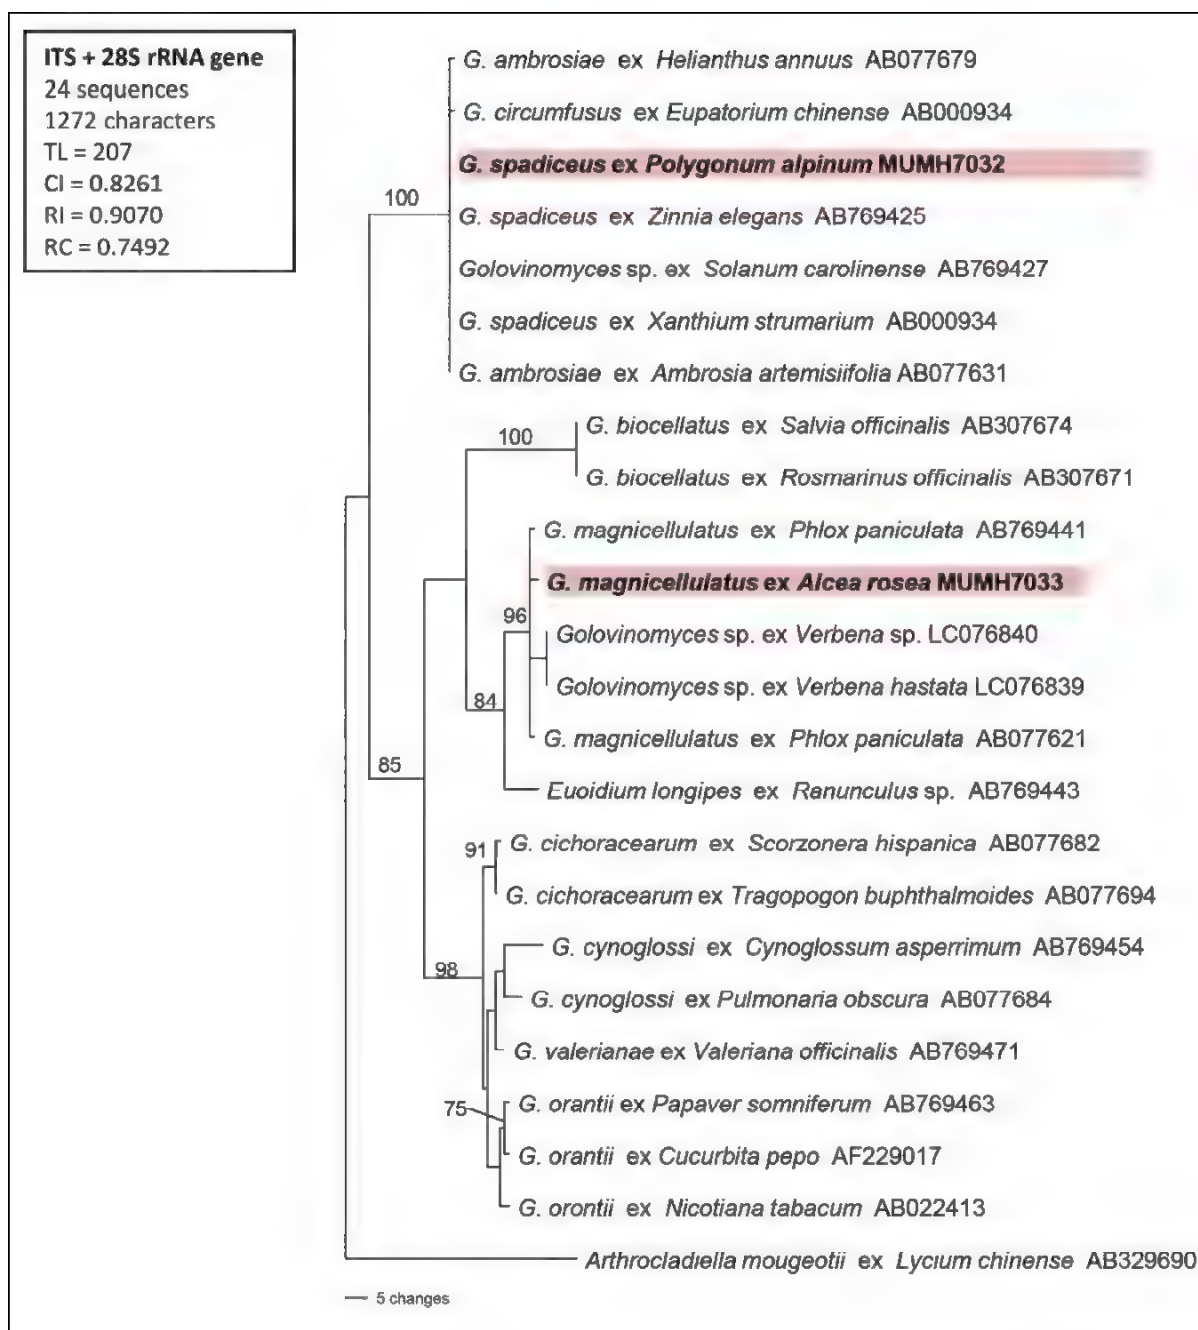 ITS + 28S rRNA gene
24 sequences
1272 characters
TL = 207
CI = 0.8261
RI = 0.9070
RC = 0.7492
G. ambrosiae ex Helianthus annuus AB077679
G. circumfusus ex Eupatorium chinense AB000934
G. spadiceus ex Polygonum alpinum MUMH7032
100
G. spadiceus ex Zinnia elegans AB769425
Golovinomyces sp. ex Solanum carolinense AB769427
G. spadiceus ex Xanthium strumarium AB000934
G. ambrosiae ex Ambrosia artemisiifolia AB077631
G. biocellatus ex Salvia officinalis AB307674
100
G. biocellatus ex Rosmarinus officinalis AB307671
G. magnicellulatus ex Phlox paniculata AB769441
G. magnicellulatus ex Alcea rosea MUMH7033
96
Golovinomyces sp. ex Verbena sp. LC076840
Golovinomyces sp. ex Verbena hastata LC076839
84
G. magnicellulatus ex Phlox paniculata AB077621
85
Euoidium longipes ex Ranunculus sp. AB769443
91
G. cichoracearum ex Scorzonera hispanica AB077682
G. cichoracearum ex Tragopogon buphthalmoides AB077694
G. cynoglossi ex Cynoglossum asperrimum AB769454
98
G. cynoglossi ex Pulmonaria obscura AB077684
G. valerianae ex Valeriana officinalis AB769471
75
G. orantii ex Papaver somniferum AB769463
G. orantii ex Cucurbita pepo AF229017
G. orontii ex Nicotiana tabacum AB022413
Arthrocladiella mougeotii ex Lycium chinense AB329690
5 changes